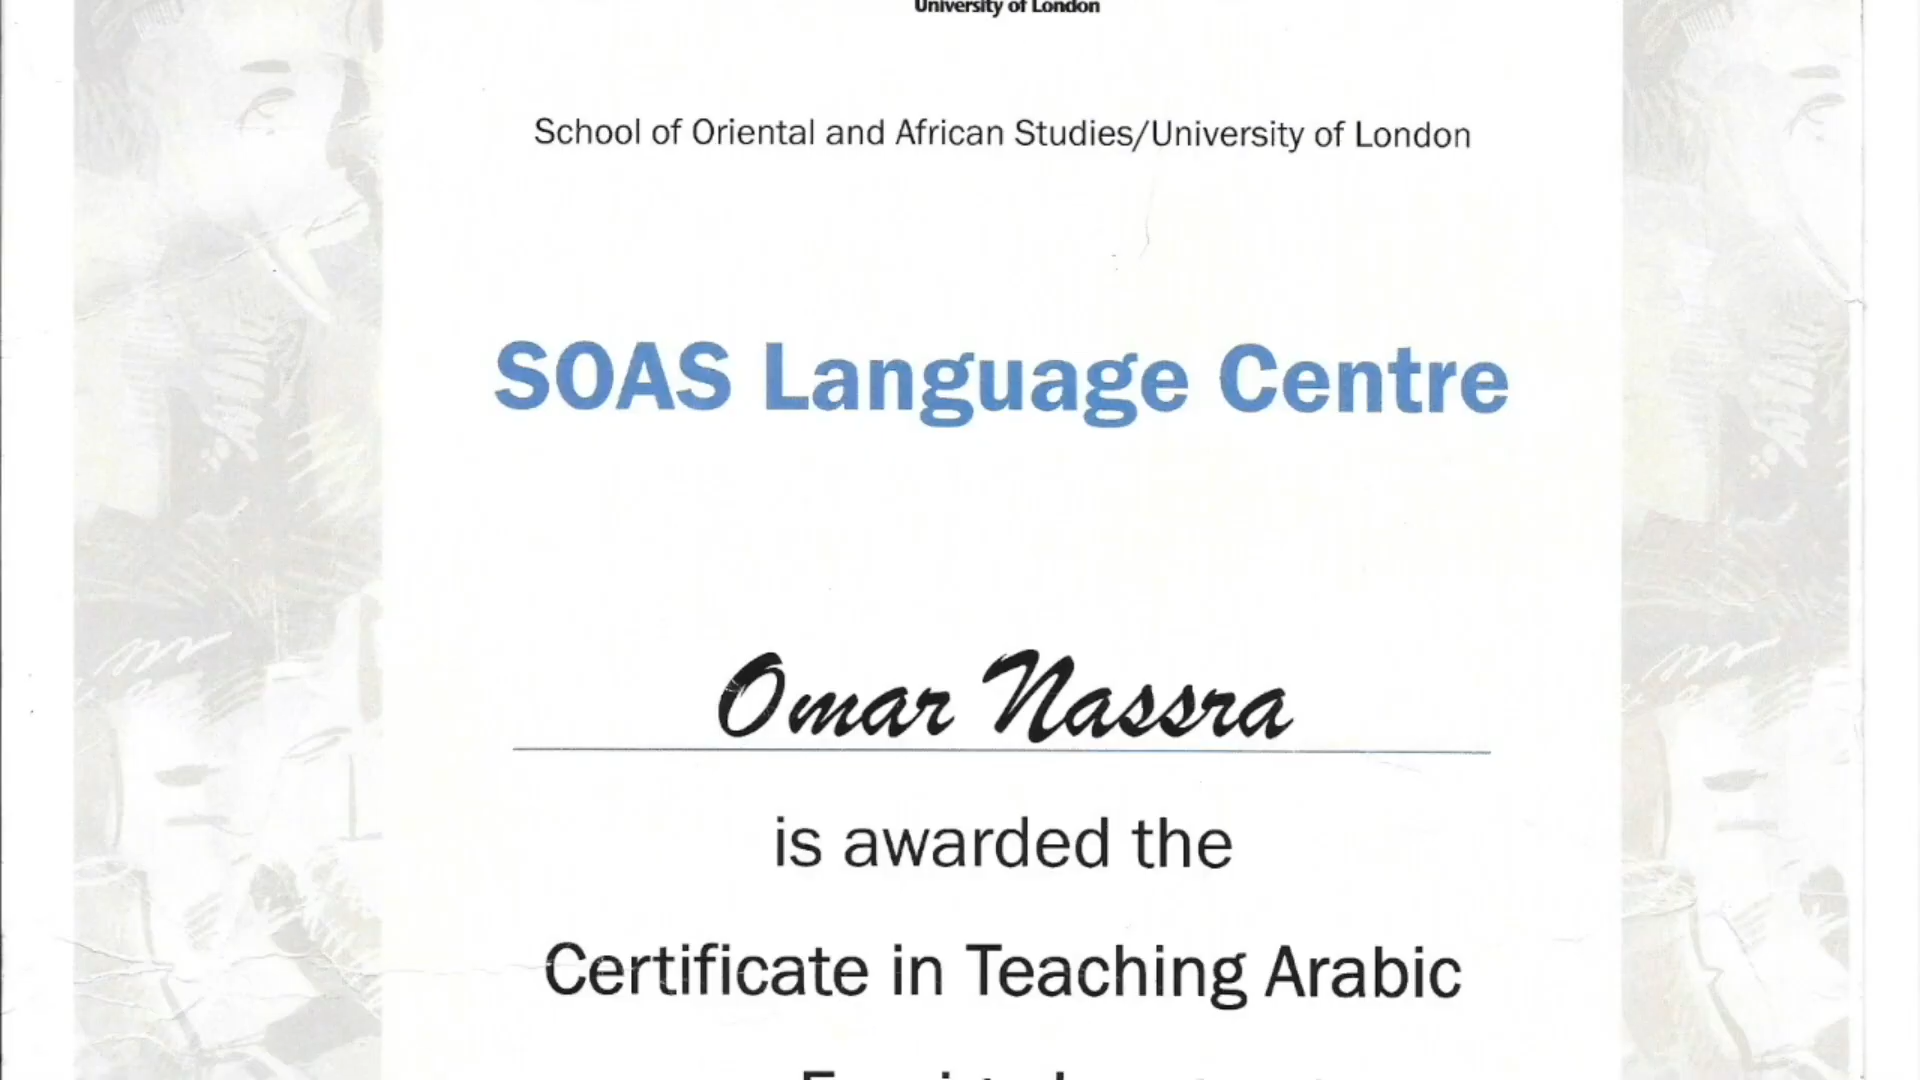 University of London
School of Oriental and African Studies/University of London
SOAS Language Centre
Omar Nassra
is awarded the
Certificate in Teaching Arabic